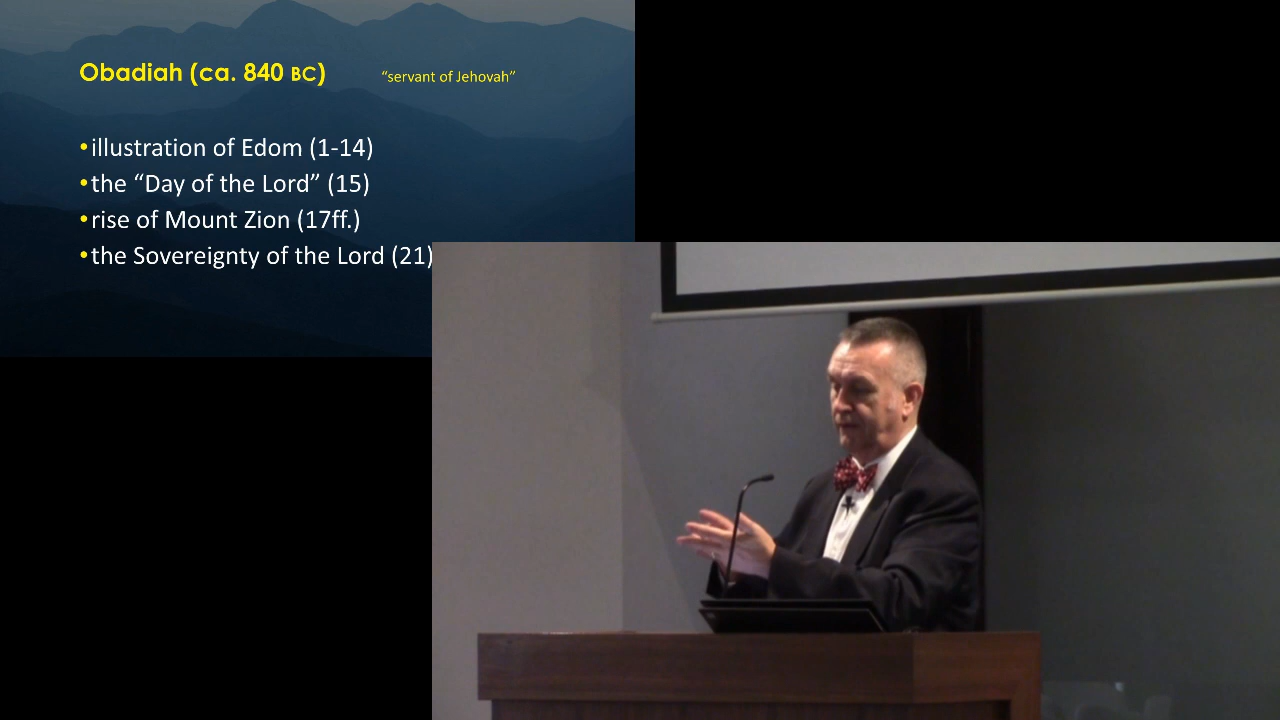 Obadiah (ca. 840 BC) “servant of Jehovah”
•illustration of Edom (1-14)
•the “Day of the Lord” (15)
•rise of Mount Zion (17ff.)
•the Sovereignty of the Lord (21)